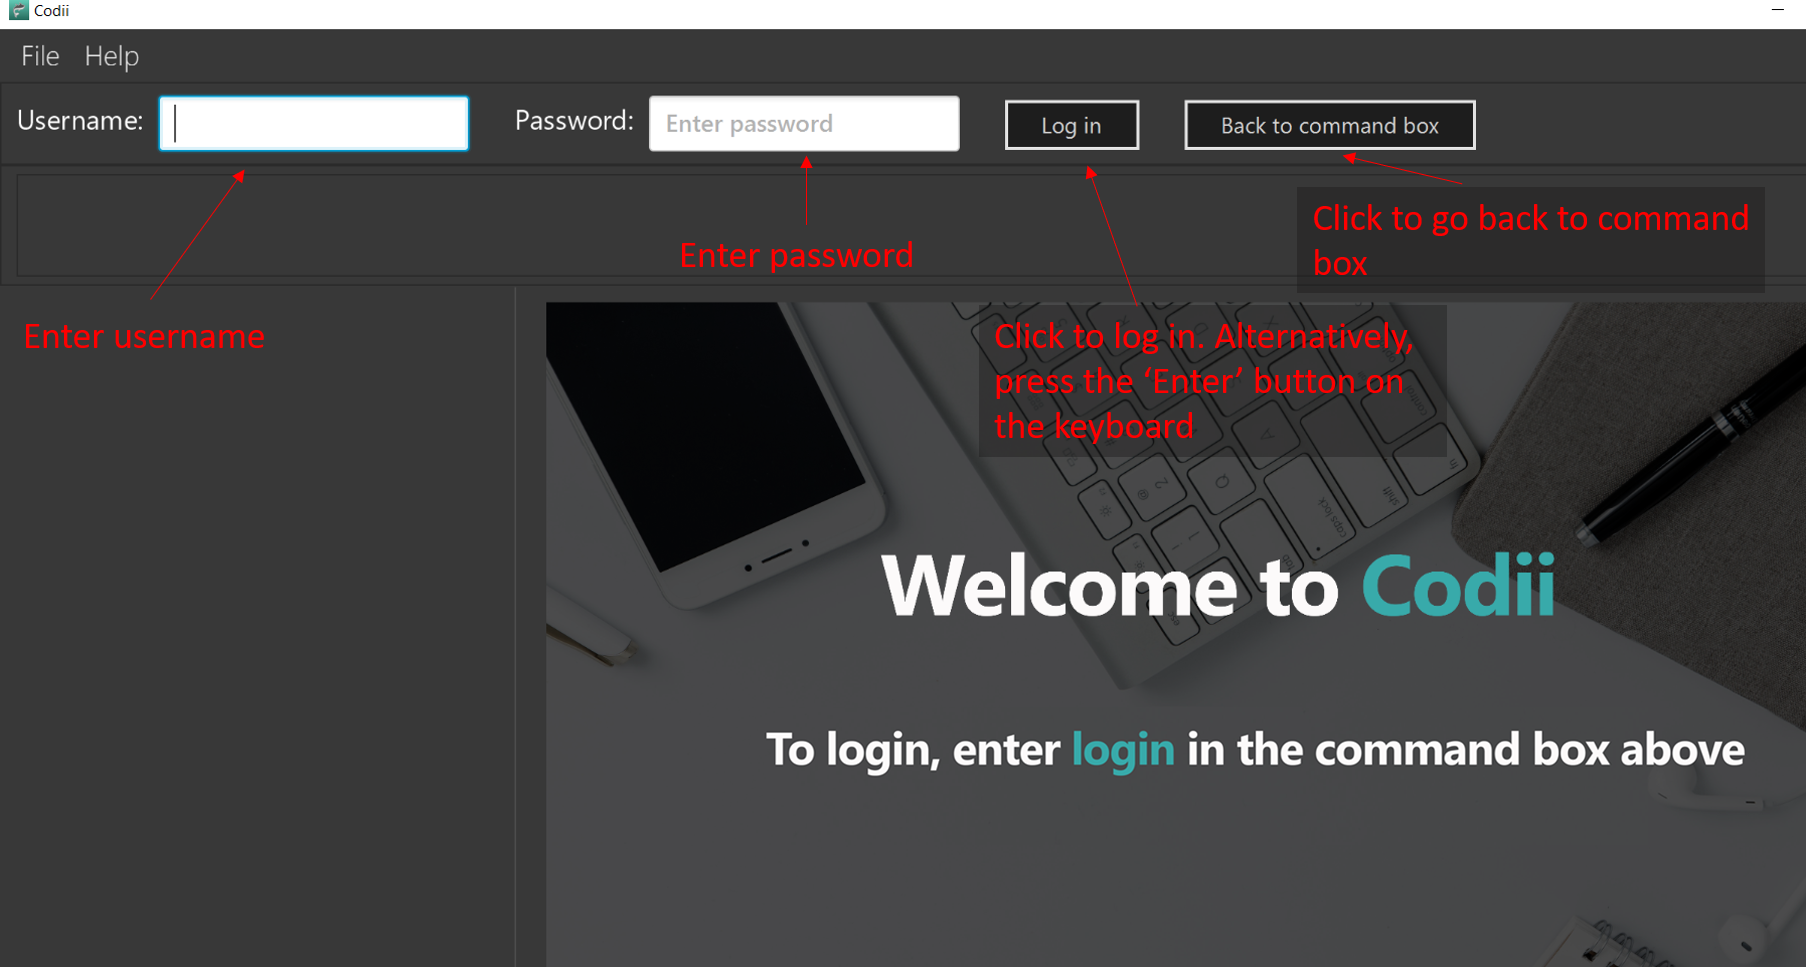 Codii
File Help
Username: Password: Enter password Log in Back to command box
Click to go back to command
box
Enter password
Enter username
Click to log in. Alternatively,
press the ‘Enter’ button on
the keyboard
Welcome to Codii
To login, enter login in the command box above